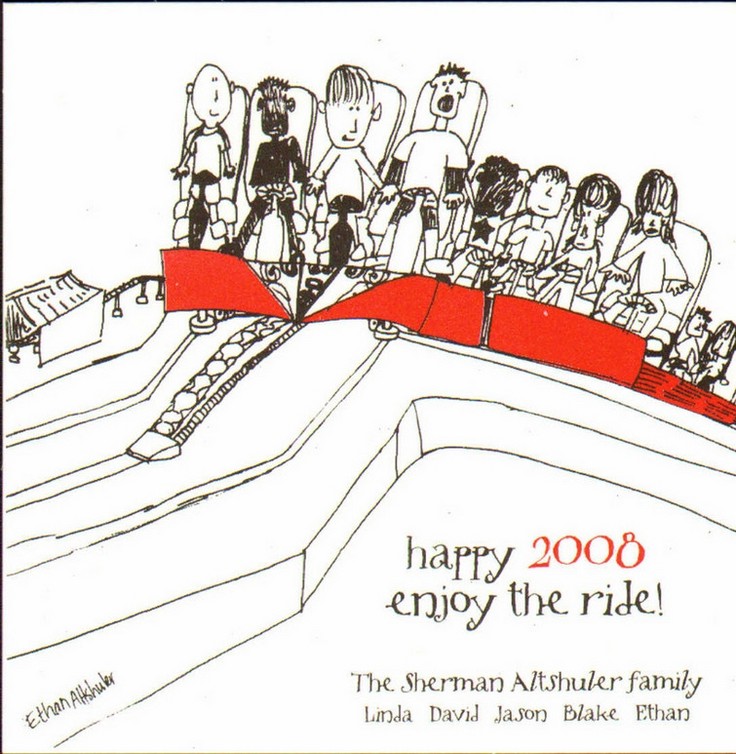 happy 2008
enjoy the ride!
The Sherman Altshuler family
Linda David Jason Blake Ethan
Ethan Altshuler